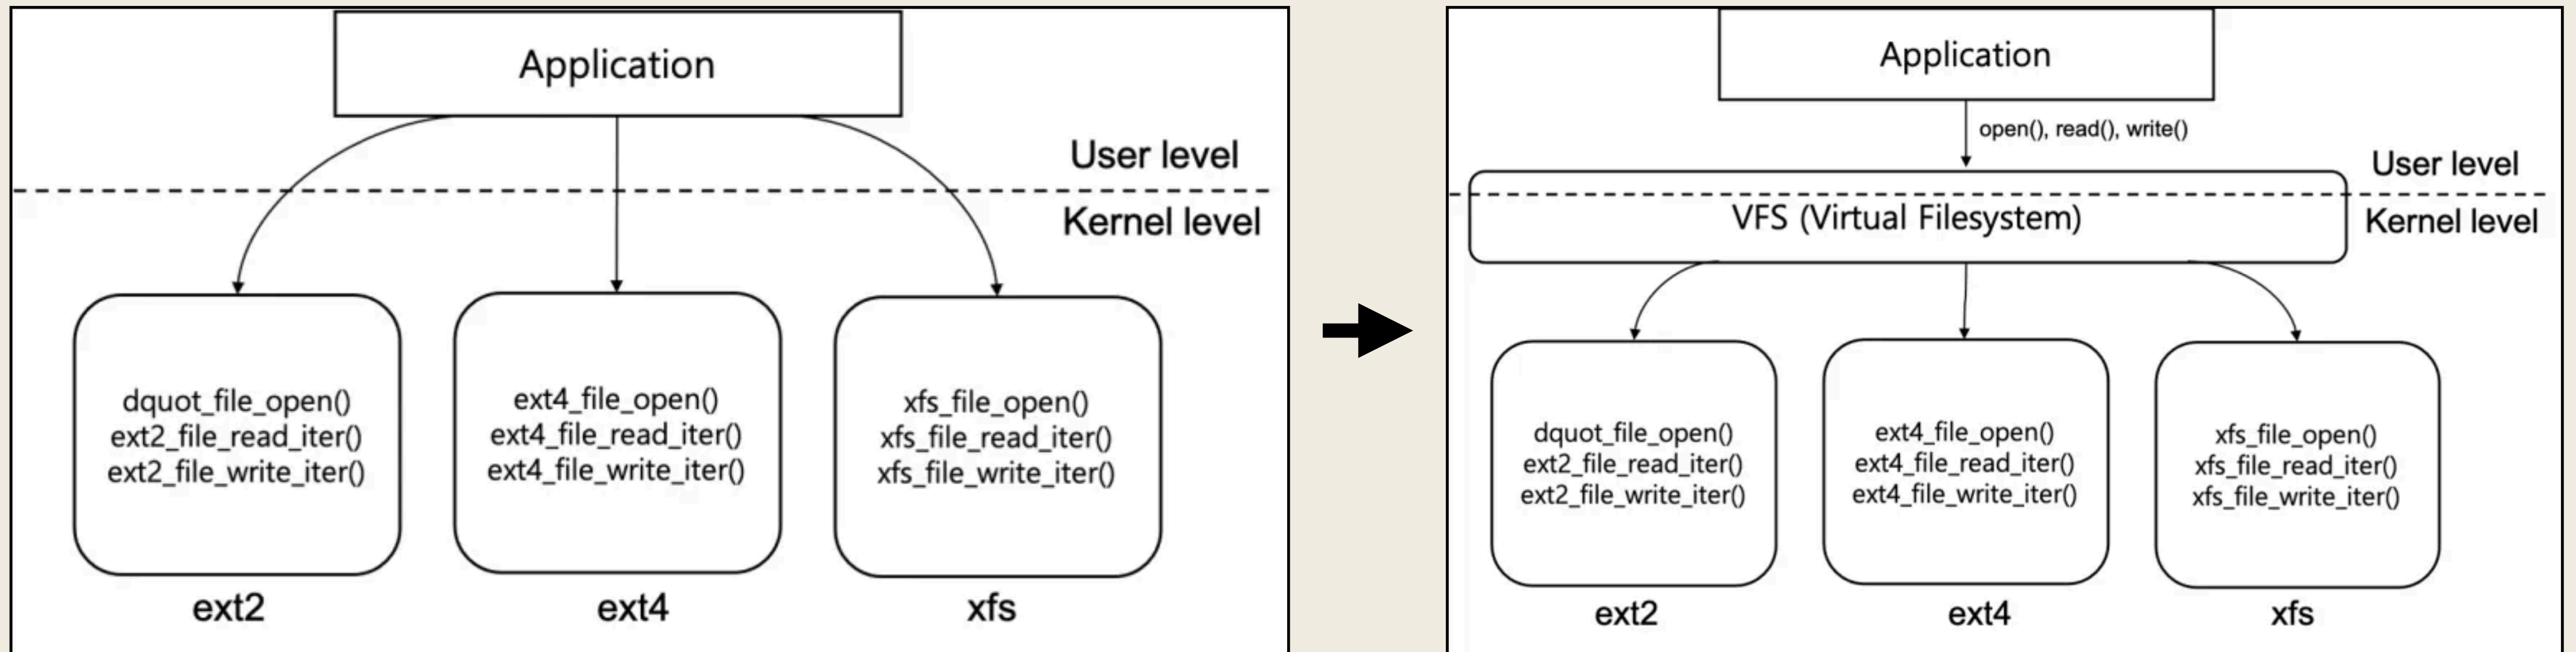 Application
User level
Kernel level
dquot_file_open()
ext2_file_read_iter()
ext2_file_write_iter()
ext4_file_open()
ext4_file_read_iter()
ext4_file_write_iter()
xfs_file_open()
xfs_file_read_iter()
xfs_file_write_iter()
ext2
ext4
xfs
Application
open(), read(), write()
User level
VFS (Virtual Filesystem)
Kernel level
dquot_file_open()
ext2_file_read_iter()
ext2_file_write_iter()
ext4_file_open()
ext4_file_read_iter()
ext4_file_write_iter()
xfs_file_open()
xfs_file_read_iter()
xfs_file_write_iter()
ext2
ext4
xfs